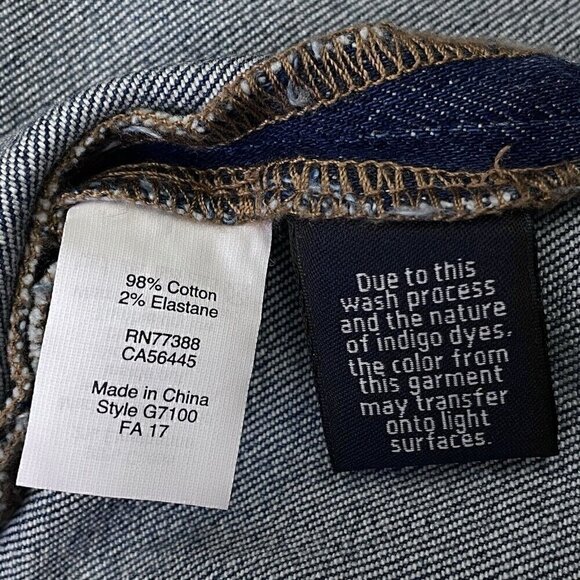 98% Cotton
2% Elastane
RN77388
CA56445
Made in China
Style G7100
FA 17
Due to this
wash process
and the nature
of indigo dyes,
the color from
this garment
may transfer
onto light
surfaces.